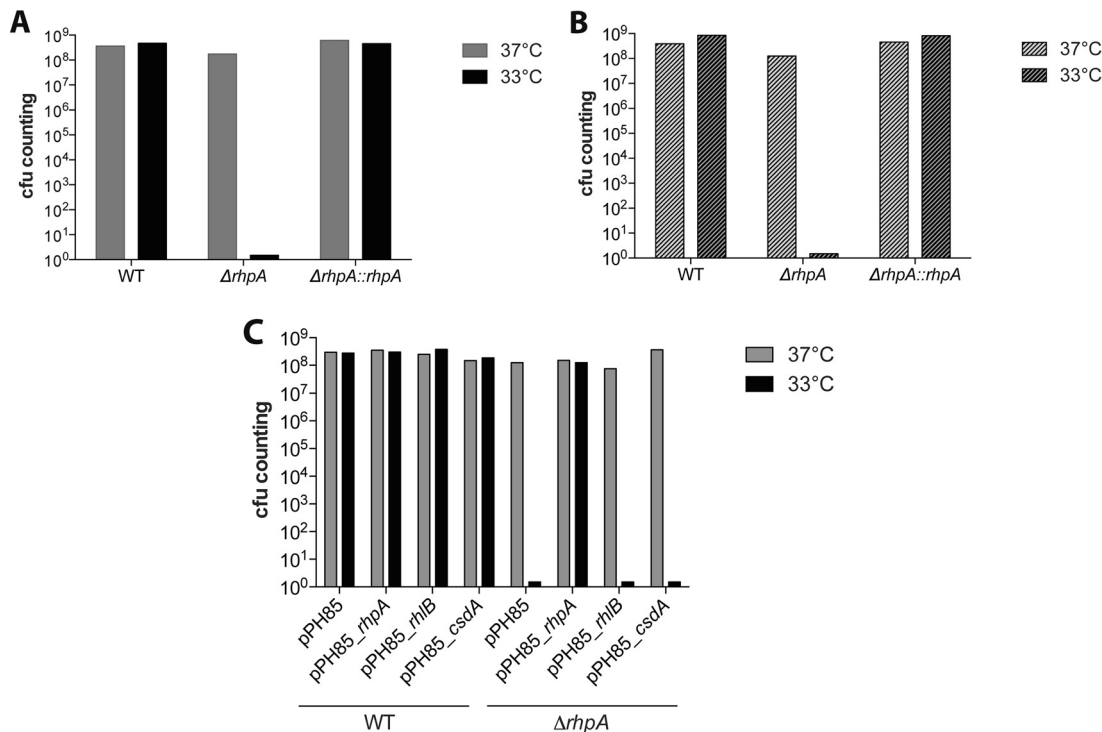 A
cfu counting
10⁹
10⁸
10⁷
10⁶
10⁵
10⁴
10³
10²
10¹
10⁰
WT
ΔrhpA
ΔrhpA::rhpA
37°C
33°C
B
cfu counting
10⁹
10⁸
10⁷
10⁶
10⁵
10⁴
10³
10²
10¹
10⁰
WT
ΔrhpA
ΔrhpA::rhpA
37°C
33°C
C
cfu counting
10⁹
10⁸
10⁷
10⁶
10⁵
10⁴
10³
10²
10¹
10⁰
pPH85
pPH85_rhpA
pPH85_rhlB
pPH85_csdA
pPH85
pPH85_rhpA
pPH85_rhlB
pPH85_csdA
WT
ΔrhpA
37°C
33°C